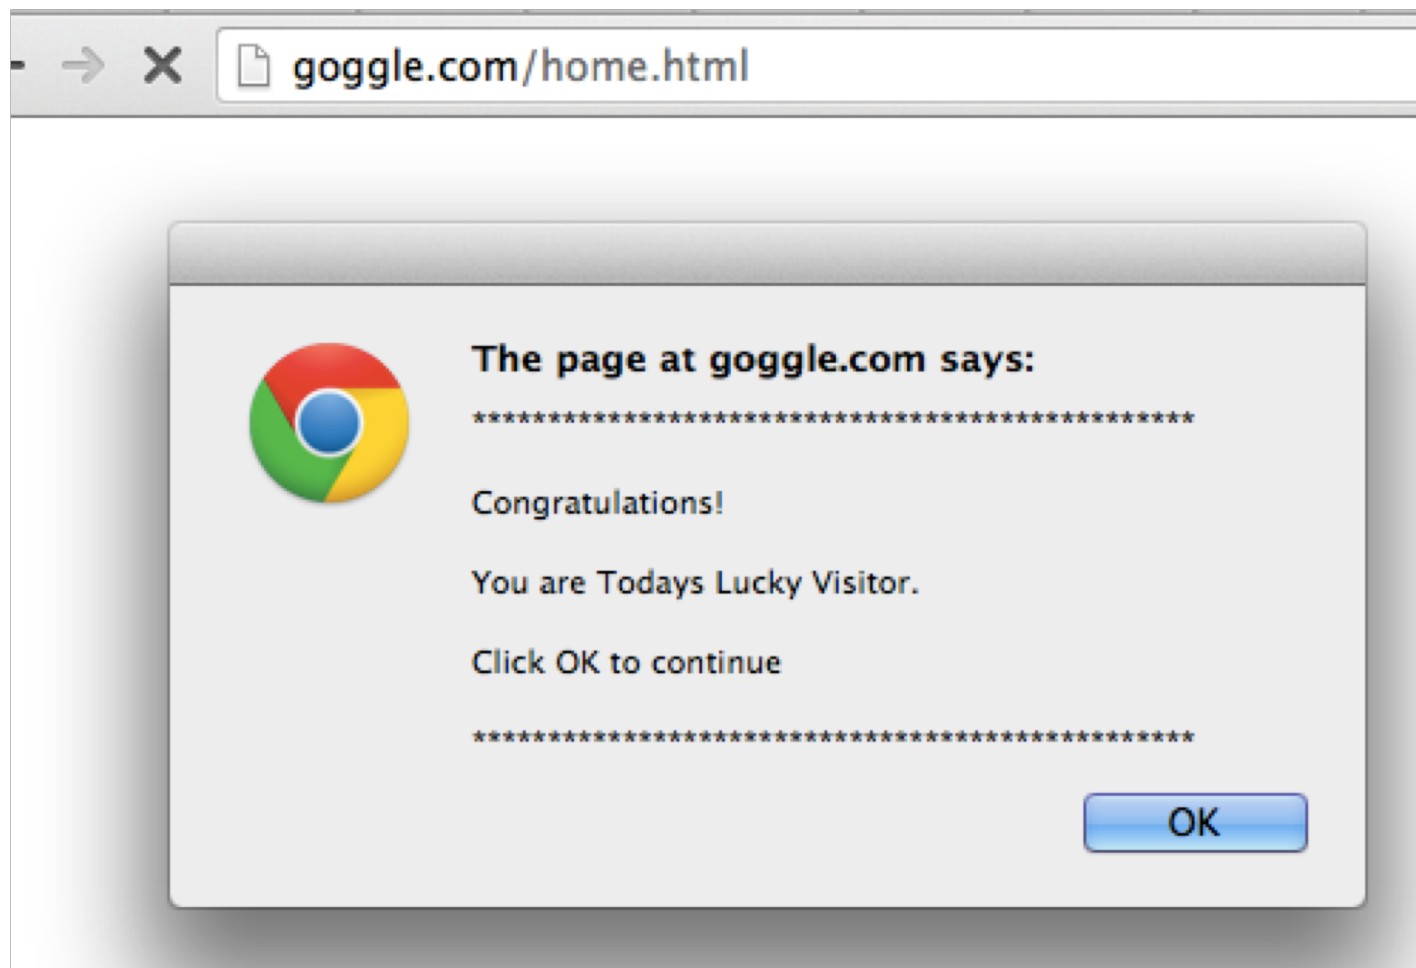 goggle.com/home.html
The page at goggle.com says:
************************************************
Congratulations!
You are Todays Lucky Visitor.
Click OK to continue
************************************************
OK